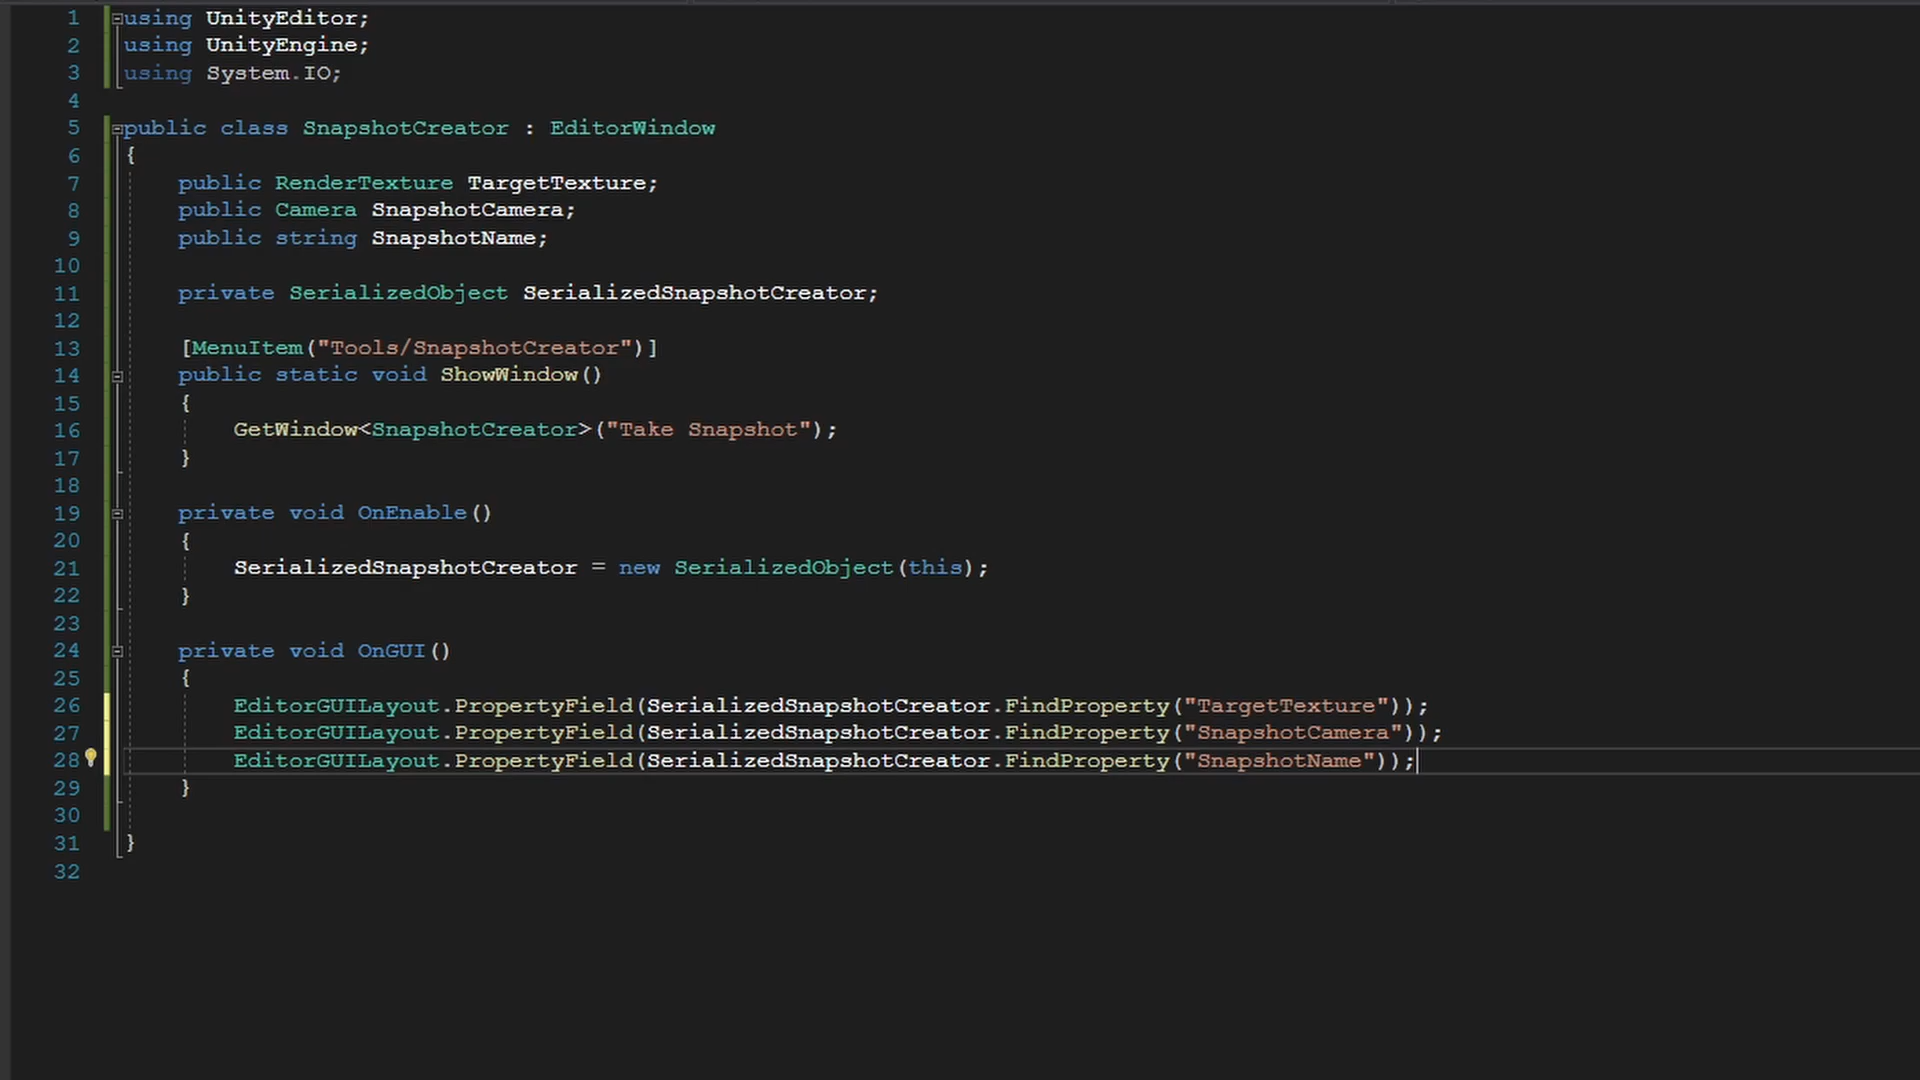 1 using UnityEditor;
2 using UnityEngine;
3 using System.IO;
4
5 public class SnapshotCreator : EditorWindow
6 {
7     public RenderTexture TargetTexture;
8     public Camera SnapshotCamera;
9     public string SnapshotName;
10
11     private SerializedObject SerializedSnapshotCreator;
12
13     [MenuItem("Tools/SnapshotCreator")]
14     public static void ShowWindow()
15     {
16         GetWindow<SnapshotCreator>("Take Snapshot");
17     }
18
19     private void OnEnable()
20     {
21         SerializedSnapshotCreator = new SerializedObject(this);
22     }
23
24     private void OnGUI()
25     {
26         EditorGUILayout.PropertyField(SerializedSnapshotCreator.FindProperty("TargetTexture"));
27         EditorGUILayout.PropertyField(SerializedSnapshotCreator.FindProperty("SnapshotCamera"));
28         EditorGUILayout.PropertyField(SerializedSnapshotCreator.FindProperty("SnapshotName"));
29     }
30
31 }
32